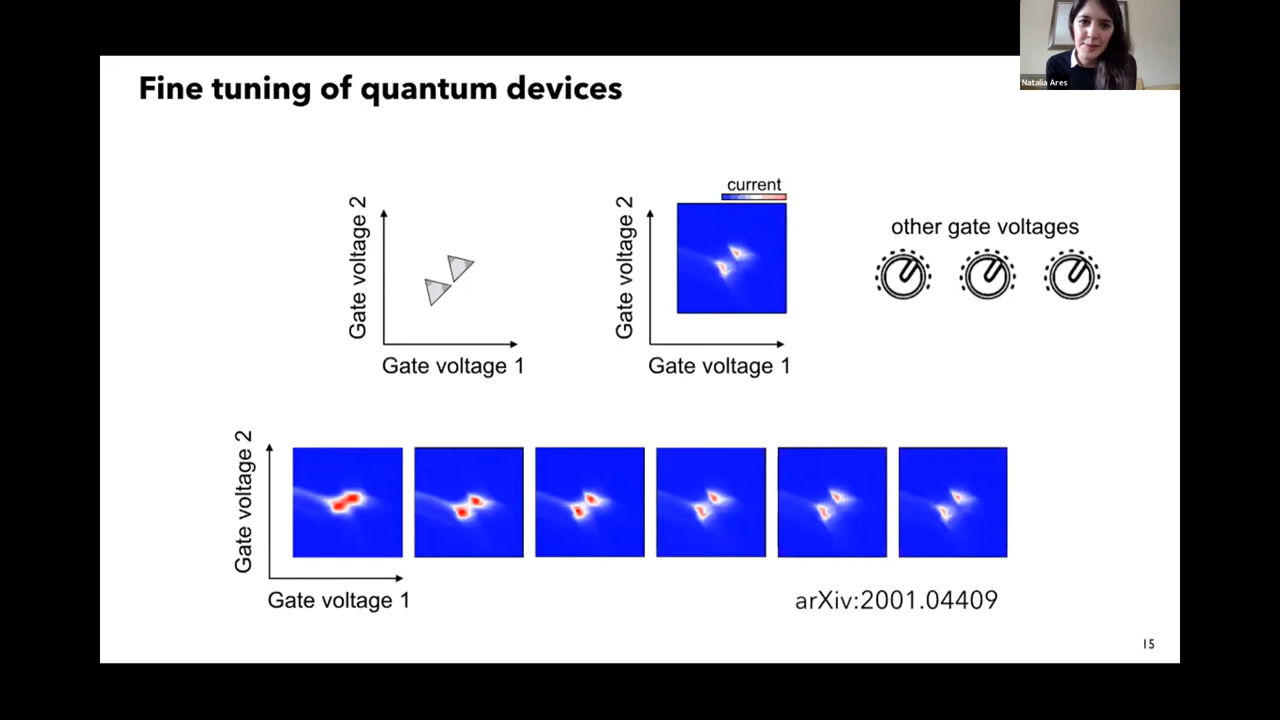 Natalia Ares
Fine tuning of quantum devices
Gate voltage 2
Gate voltage 1
current
Gate voltage 2
Gate voltage 1
other gate voltages
Gate voltage 2
Gate voltage 1
arXiv:2001.04409
15